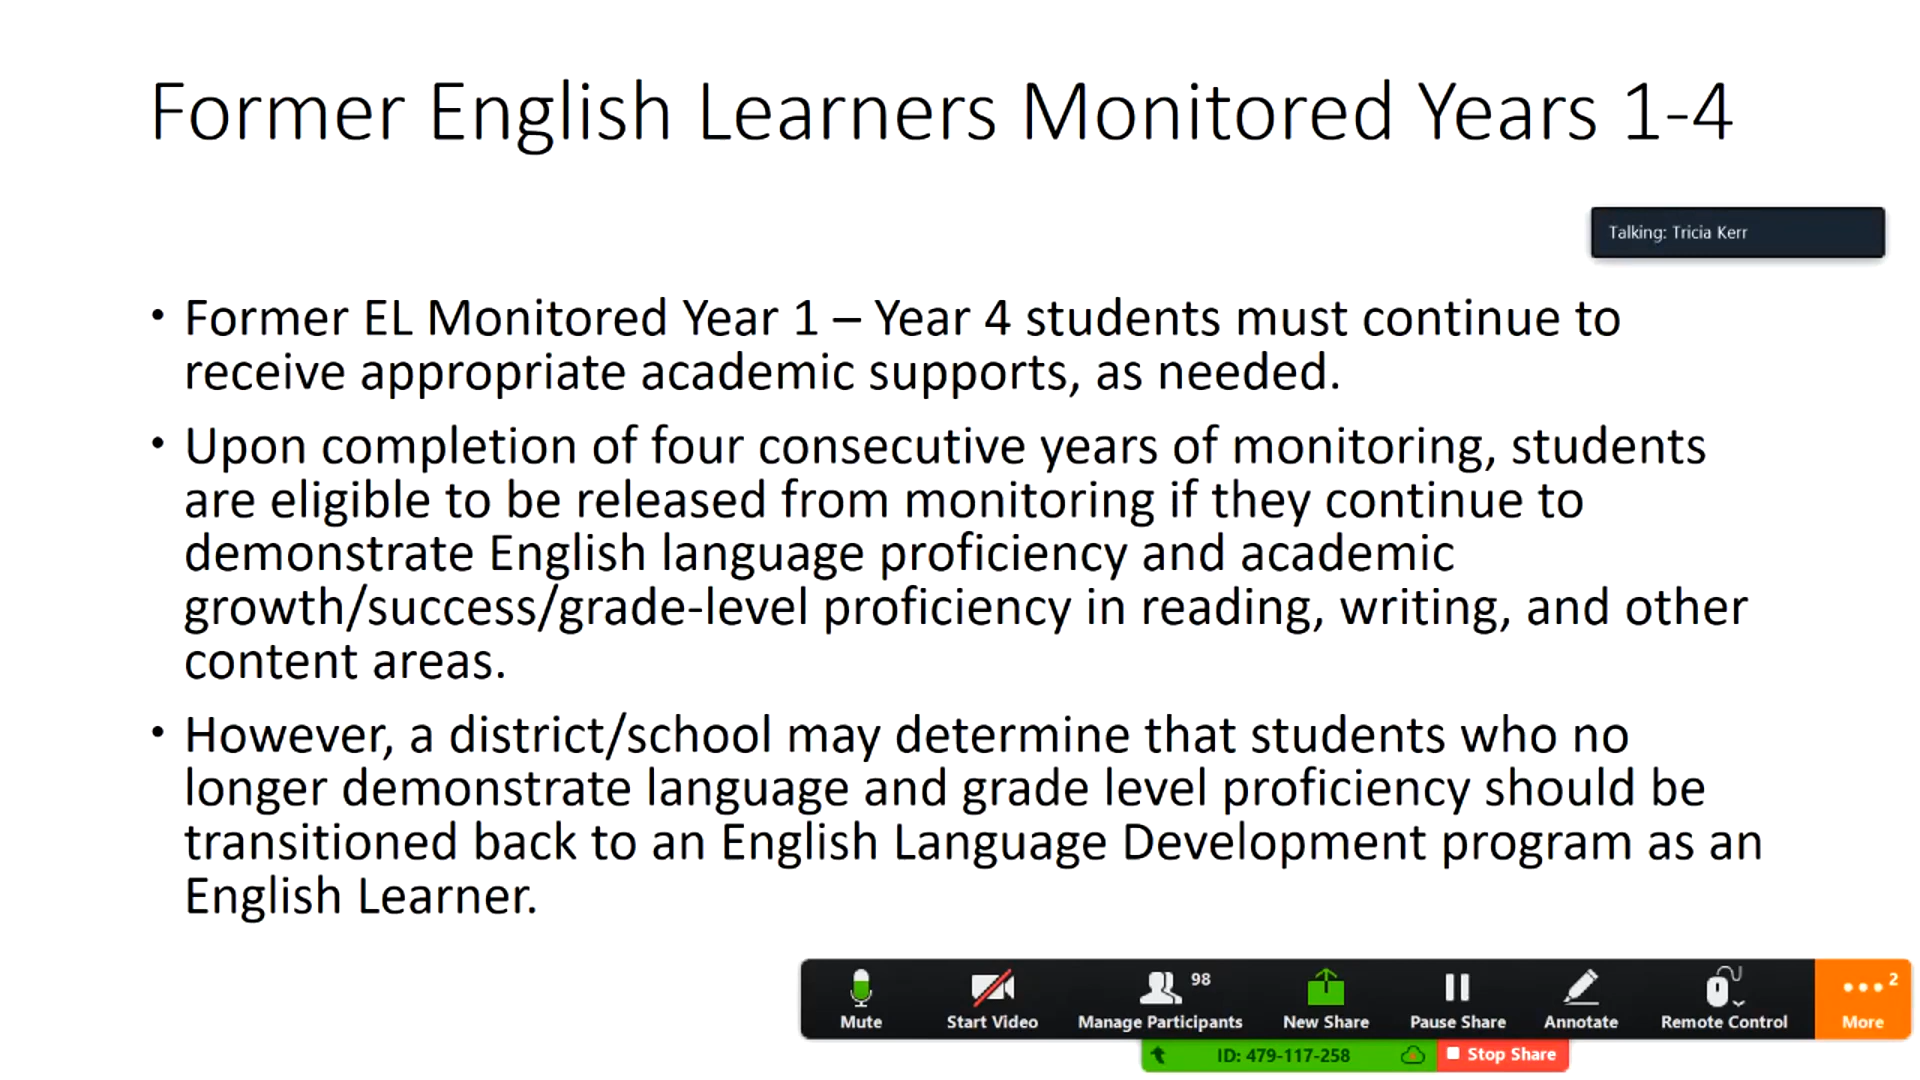 Former English Learners Monitored Years 1-4
Talking: Tricia Kerr
• Former EL Monitored Year 1 – Year 4 students must continue to
receive appropriate academic supports, as needed.
• Upon completion of four consecutive years of monitoring, students
are eligible to be released from monitoring if they continue to
demonstrate English language proficiency and academic
growth/success/grade-level proficiency in reading, writing, and other
content areas.
• However, a district/school may determine that students who no
longer demonstrate language and grade level proficiency should be
transitioned back to an English Language Development program as an
English Learner.
98
2
Mute Start Video Manage Participants New Share Pause Share Annotate Remote Control More
ID: 479-117-258 Stop Share